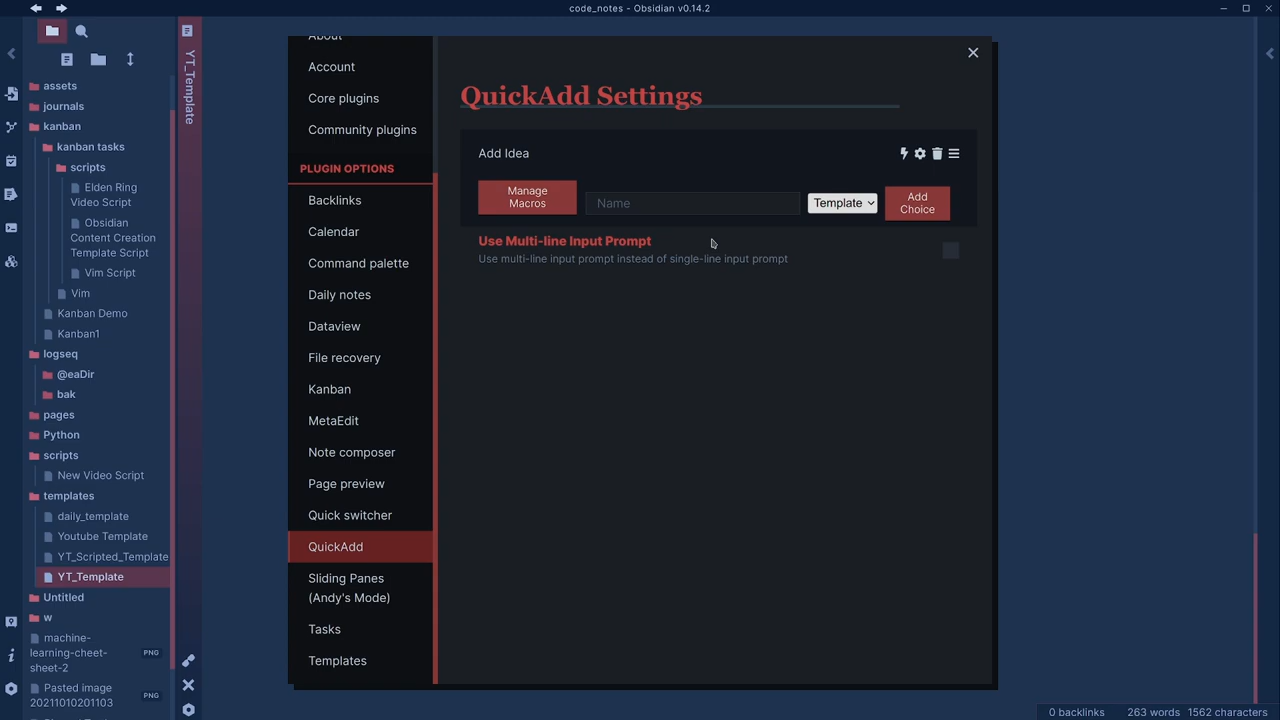 code_notes - Obsidian v0.14.2
assets
journals
kanban
kanban tasks
scripts
Elden Ring
Video Script
Obsidian
Content Creation
Template Script
Vim Script
Vim
Kanban Demo
Kanban1
logseq
@eaDir
bak
pages
Python
scripts
New Video Script
templates
daily_template
Youtube Template
YT_Scripted_Template
YT_Template
Untitled
w
machine-
learning-cheet-
sheet-2
PNG
Pasted image
20211010201103
PNG
YT_Template
About
Account
Core plugins
Community plugins
PLUGIN OPTIONS
Backlinks
Calendar
Command palette
Daily notes
Dataview
File recovery
Kanban
MetaEdit
Note composer
Page preview
Quick switcher
QuickAdd
Sliding Panes
(Andy's Mode)
Tasks
Templates
QuickAdd Settings
Add Idea
Manage
Macros
Name
Template
Add
Choice
Use Multi-line Input Prompt
Use multi-line input prompt instead of single-line input prompt
0 backlinks
263 words
1562 characters